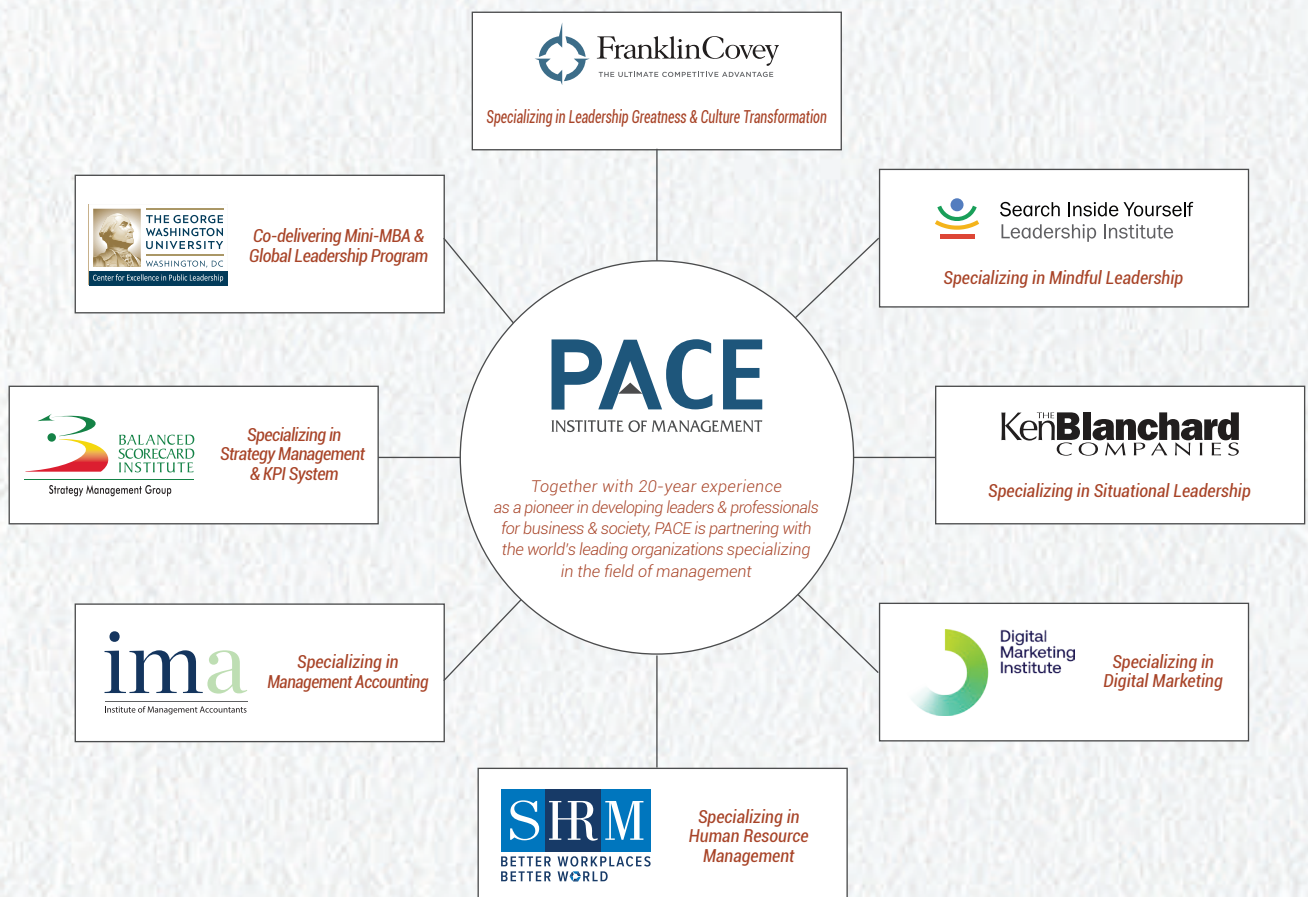 FranklinCovey
THE ULTIMATE COMPETITIVE ADVANTAGE
Specializing in Leadership Greatness & Culture Transformation
THE GEORGE
WASHINGTON
UNIVERSITY
WASHINGTON, DC
Center for Excellence in Public Leadership
Co-delivering Mini-MBA &
Global Leadership Program
Search Inside Yourself
Leadership Institute
Specializing in Mindful Leadership
PACE
INSTITUTE OF MANAGEMENT
Together with 20-year experience
as a pioneer in developing leaders & professionals
for business & society, PACE is partnering with
the world's leading organizations specializing
in the field of management
BALANCED
SCORECARD
INSTITUTE
Strategy Management Group
Specializing in
Strategy Management
& KPI System
THE
KenBlanchard
COMPANIES
Specializing in Situational Leadership
ima
Institute of Management Accountants
Specializing in
Management Accounting
Digital
Marketing
Institute
Specializing in
Digital Marketing
SHRM
BETTER WORKPLACES
BETTER WORLD
Specializing in
Human Resource
Management